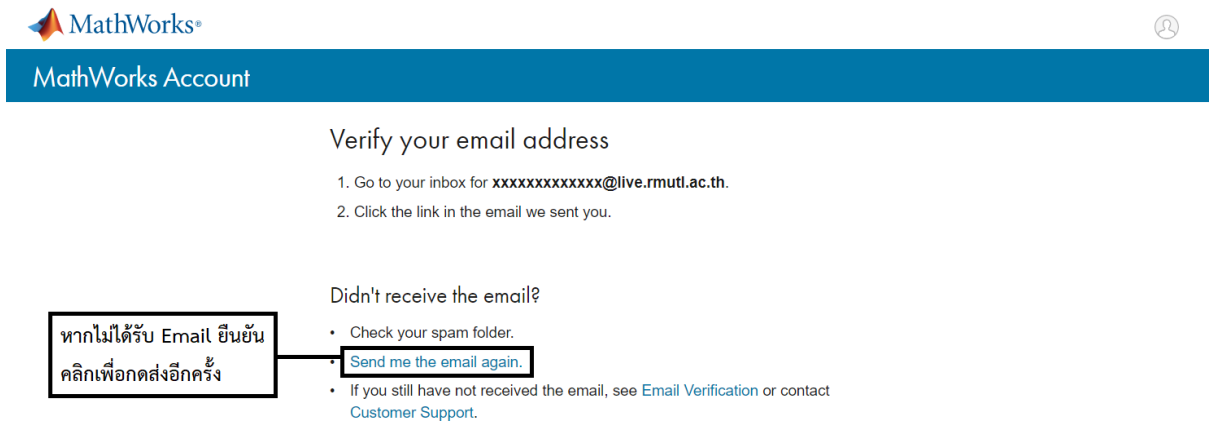 MathWorks®
MathWorks Account
Verify your email address
1. Go to your inbox for xxxxxxxxxxxxx@live.rmutl.ac.th.
2. Click the link in the email we sent you.
Didn't receive the email?
• Check your spam folder.
หากไม่ได้รับ Email ยืนยัน
คลิกเพื่อกดส่งอีกครั้ง
• Send me the email again.
• If you still have not received the email, see Email Verification or contact
Customer Support.